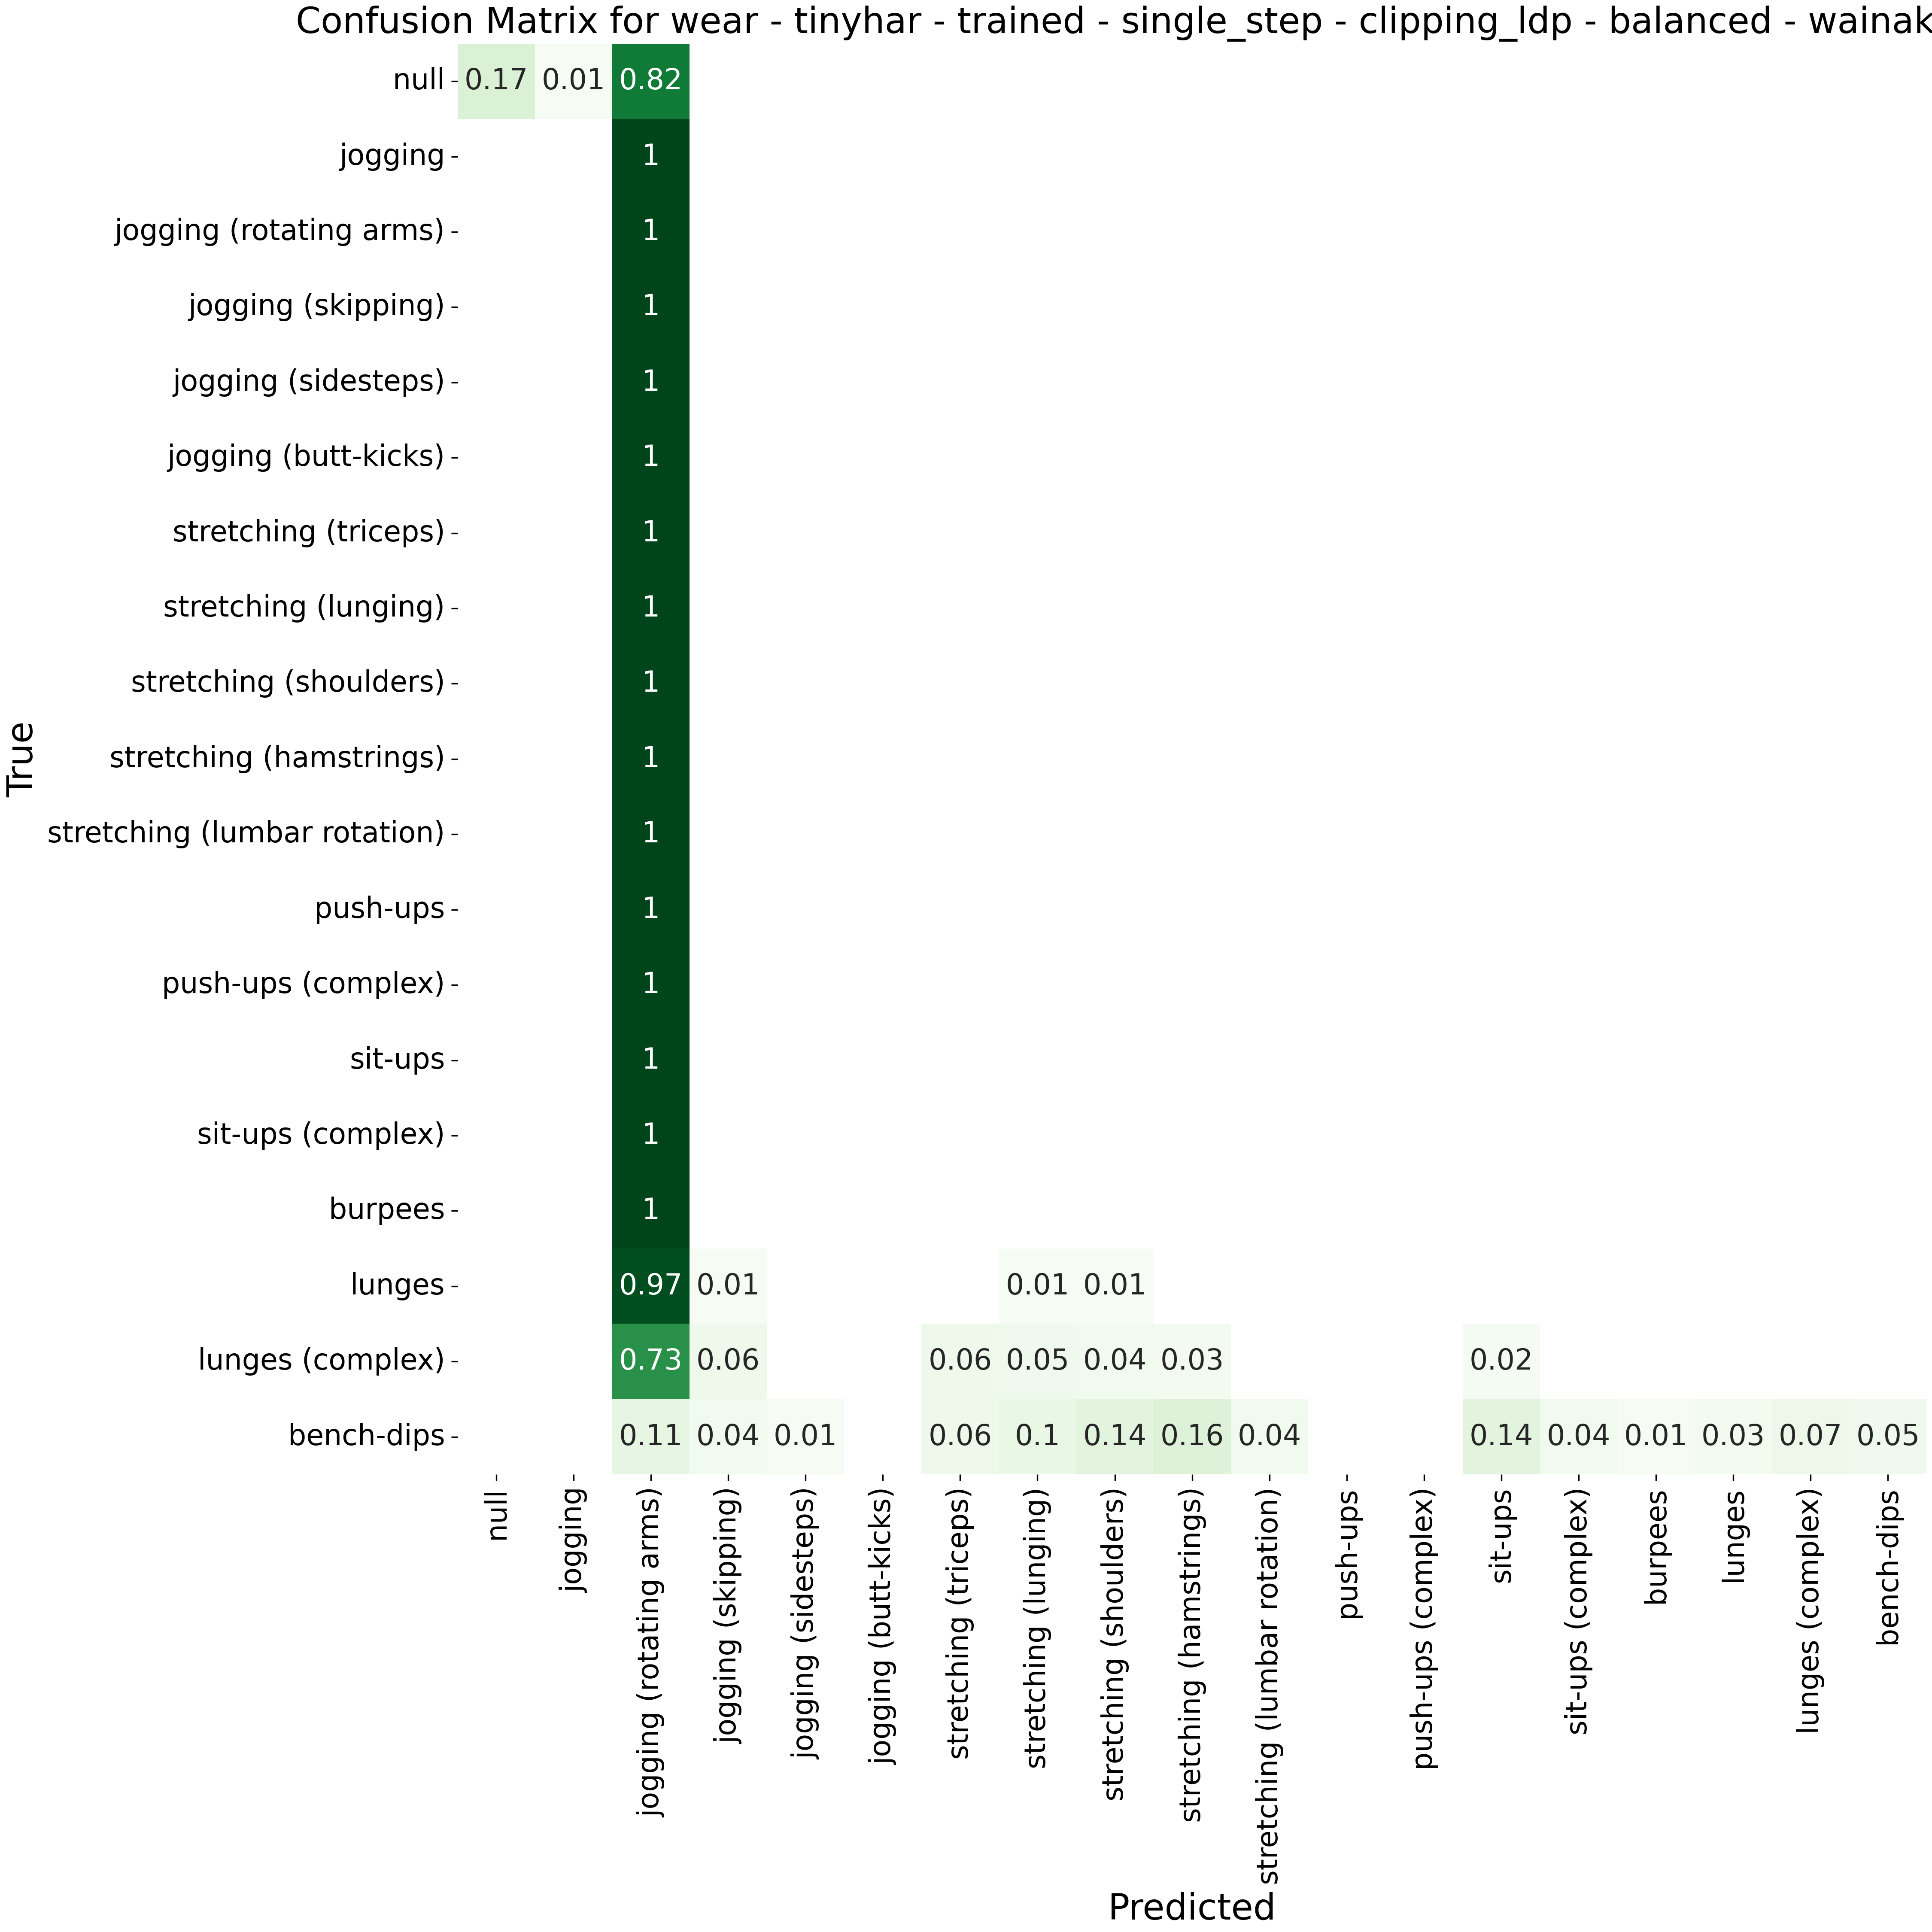 Confusion Matrix for wear - tinyhar - trained - single_step - clipping_ldp - balanced - wainak
null 0.17 0.01 0.82
jogging 1
jogging (rotating arms) 1
jogging (skipping) 1
jogging (sidesteps) 1
jogging (butt-kicks) 1
stretching (triceps) 1
stretching (lunging) 1
stretching (shoulders) 1
stretching (hamstrings) 1
stretching (lumbar rotation) 1
push-ups 1
push-ups (complex) 1
sit-ups 1
sit-ups (complex) 1
burpees 1
lunges 0.97 0.01 0.01 0.01
lunges (complex) 0.73 0.06 0.06 0.05 0.04 0.03 0.02
bench-dips 0.11 0.04 0.01 0.06 0.1 0.14 0.16 0.04 0.14 0.04 0.01 0.03 0.07 0.05
True
null
jogging
jogging (rotating arms)
jogging (skipping)
jogging (sidesteps)
jogging (butt-kicks)
stretching (triceps)
stretching (lunging)
stretching (shoulders)
stretching (hamstrings)
stretching (lumbar rotation)
push-ups
push-ups (complex)
sit-ups
sit-ups (complex)
burpees
lunges
lunges (complex)
bench-dips
Predicted